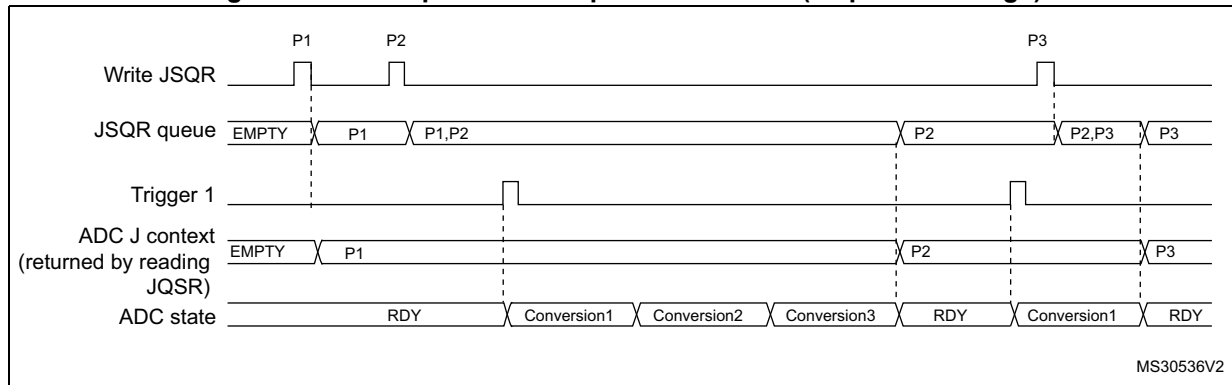 P1 P2 P3
Write JSQR
JSQR queue EMPTY P1 P1,P2 P2 P2,P3 P3
Trigger 1
ADC J context
(returned by reading
JQSR)
EMPTY P1 P2 P3
ADC state RDY Conversion1 Conversion2 Conversion3 RDY Conversion1 RDY
MS30536V2